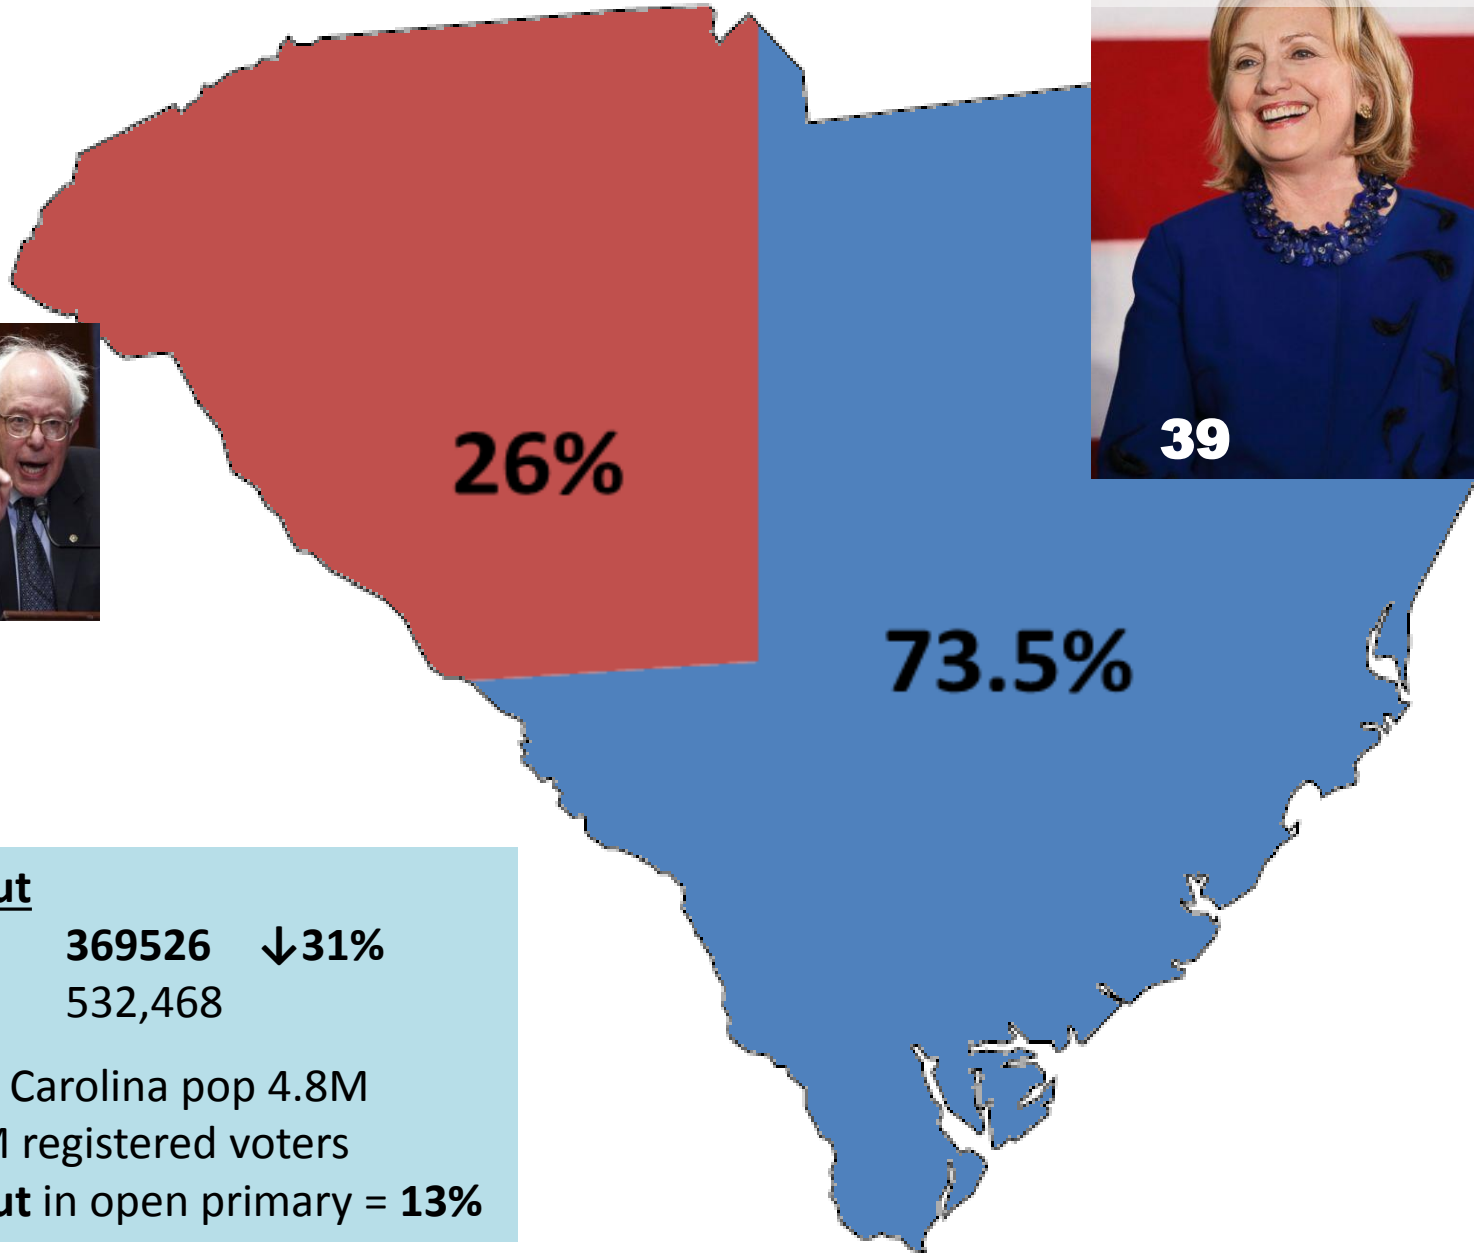 39
26%
73.5%
ut
369526 ↓31%
532,468
Carolina pop 4.8M
M registered voters
ut in open primary = 13%